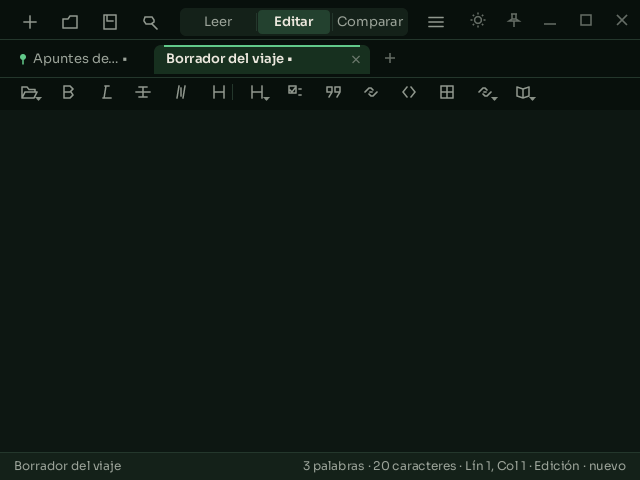 Leer Editar Comparar
Apuntes de... • Borrador del viaje •
Borrador del viaje 3 palabras · 20 caracteres · Lín 1, Col 1 · Edición · nuevo